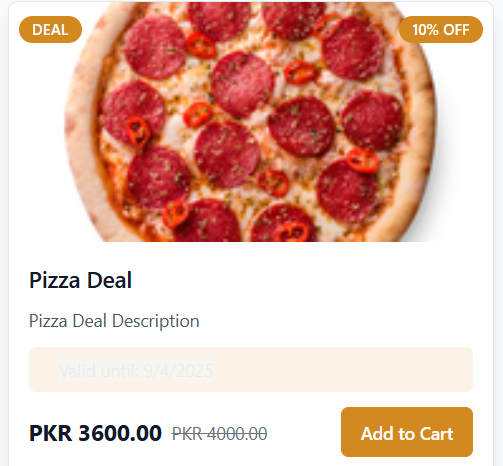 DEAL
10% OFF
Pizza Deal
Pizza Deal Description
Valid until: 9/4/2025
PKR 3600.00 PKR 4000.00
Add to Cart